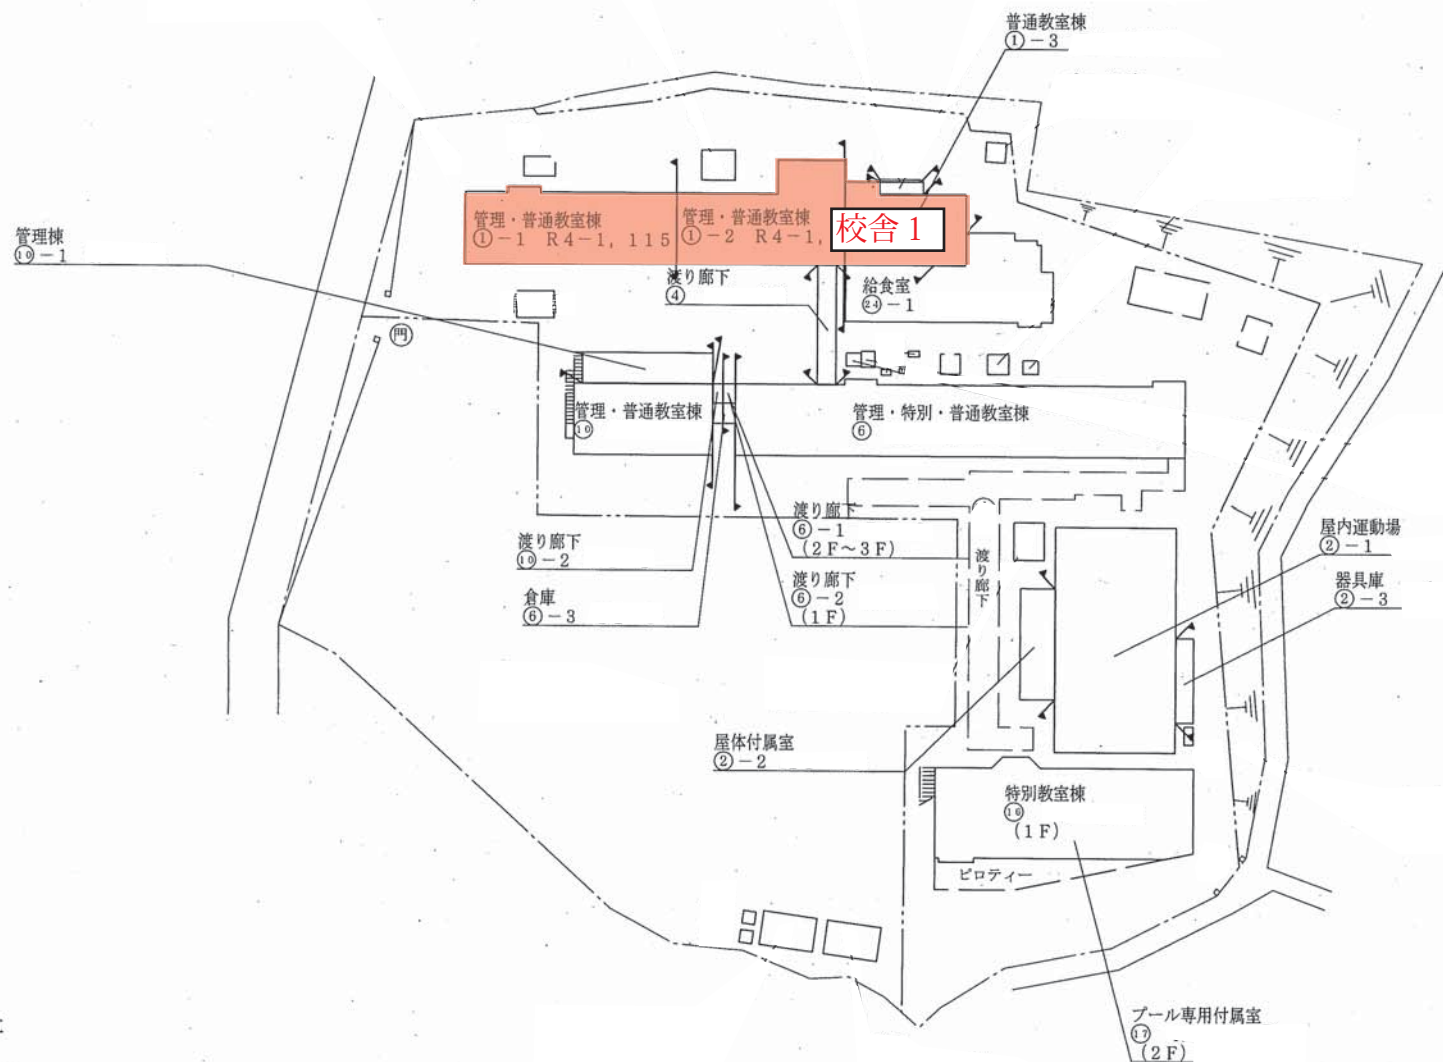 普通教室棟
①－3
管理・普通教室棟
①－1 R4－1, 115
管理・普通教室棟
①－2 R4－1,
校舎1
管理棟
⑩－1
渡り廊下
④
給食室
㉔－1
門
管理・普通教室棟
⑩
管理・特別・普通教室棟
⑥
渡り廊下
⑥－1
(2F～3F)
渡り廊下
⑩－2
渡り廊下
⑥－2
(1F)
倉庫
⑥－3
渡り廊下
屋内運動場
②－1
器具庫
②－3
屋体付属室
②－2
特別教室棟
⑯
(1F)
ピロティー
プール専用付属室
⑰
(2F)